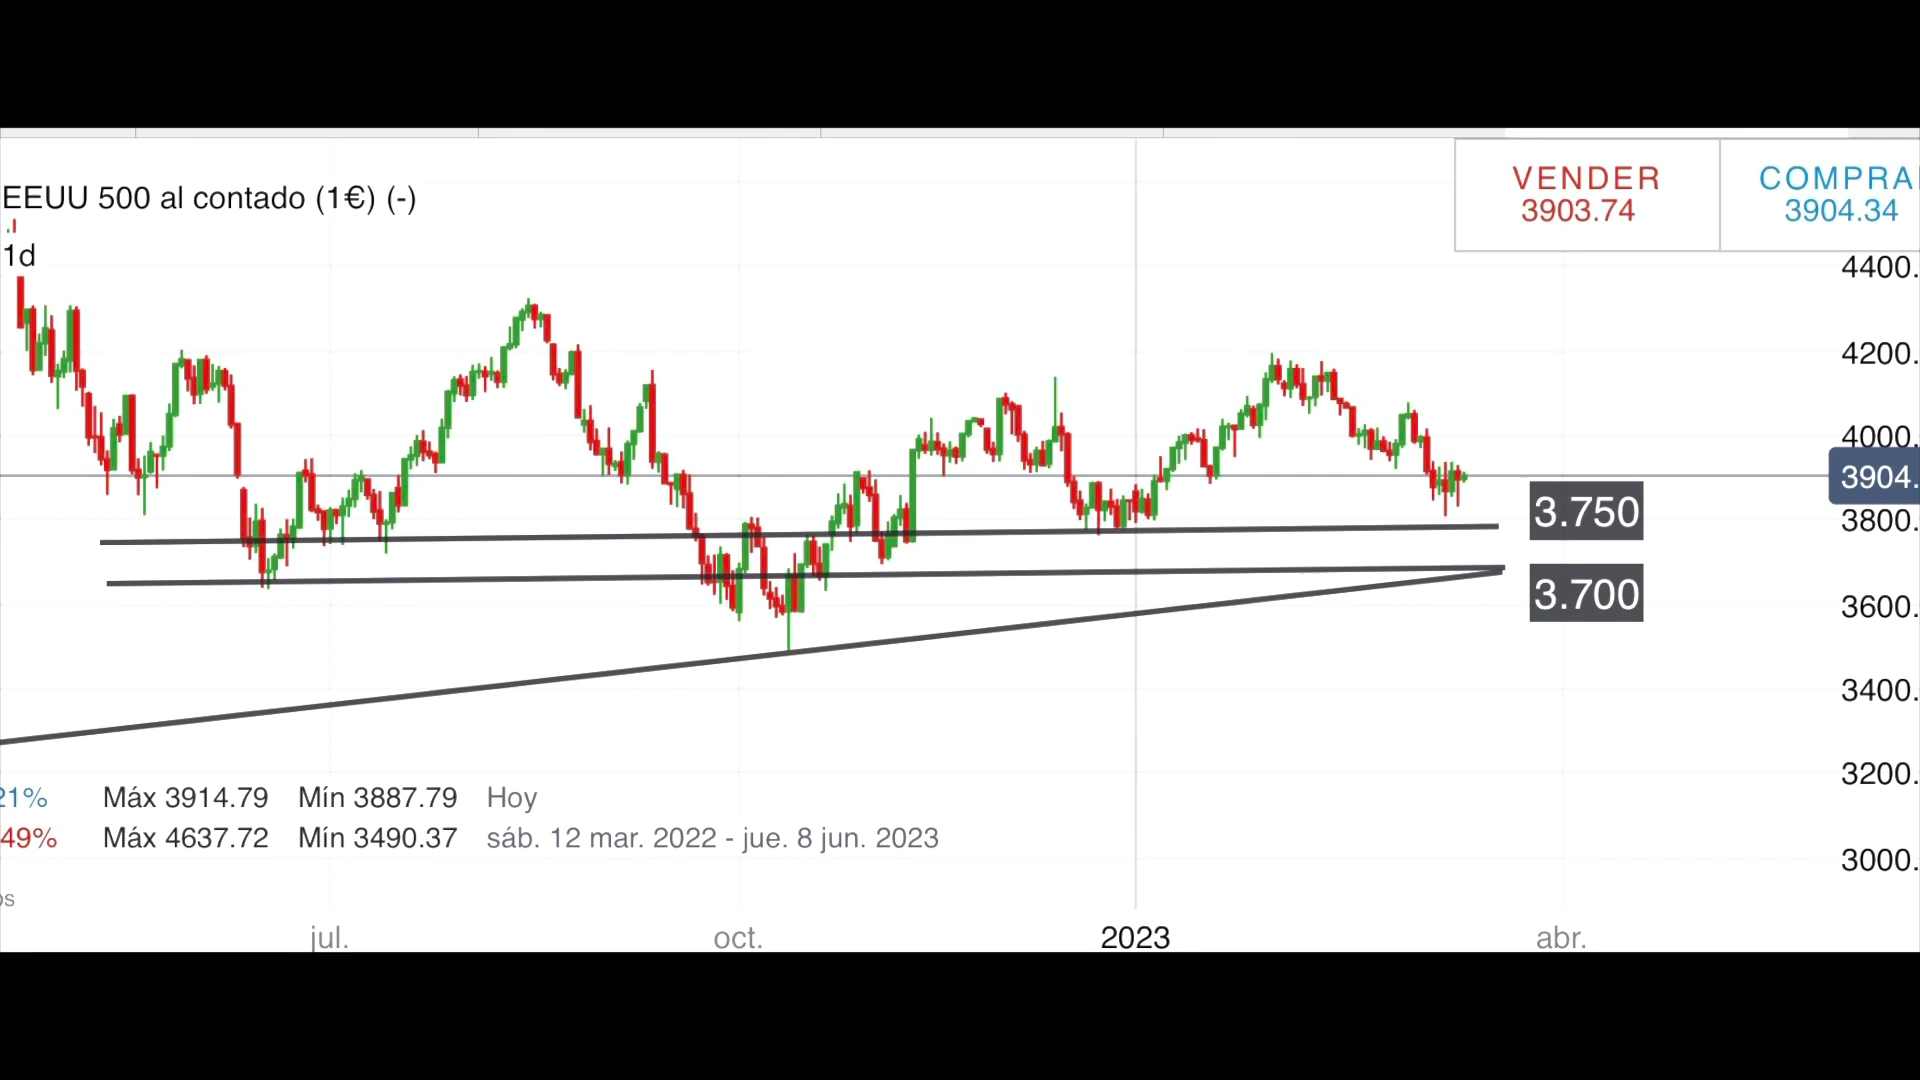 VENDER
COMPRA
EEUU 500 al contado (1€) (-)
3903.74
3904.34
1d
4400.
4200.
4000.
3904.
3.750
3800.
3.700
3600.
3400.
3200.
21% Máx 3914.79 Mín 3887.79 Hoy
49% Máx 4637.72 Mín 3490.37 sáb. 12 mar. 2022 - jue. 8 jun. 2023
3000.
os
jul.
oct.
2023
abr.